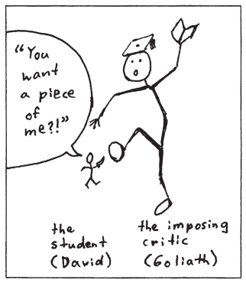 “You
want
a piece
of
me?!”
the
student
(David)
the imposing
critic
(Goliath)